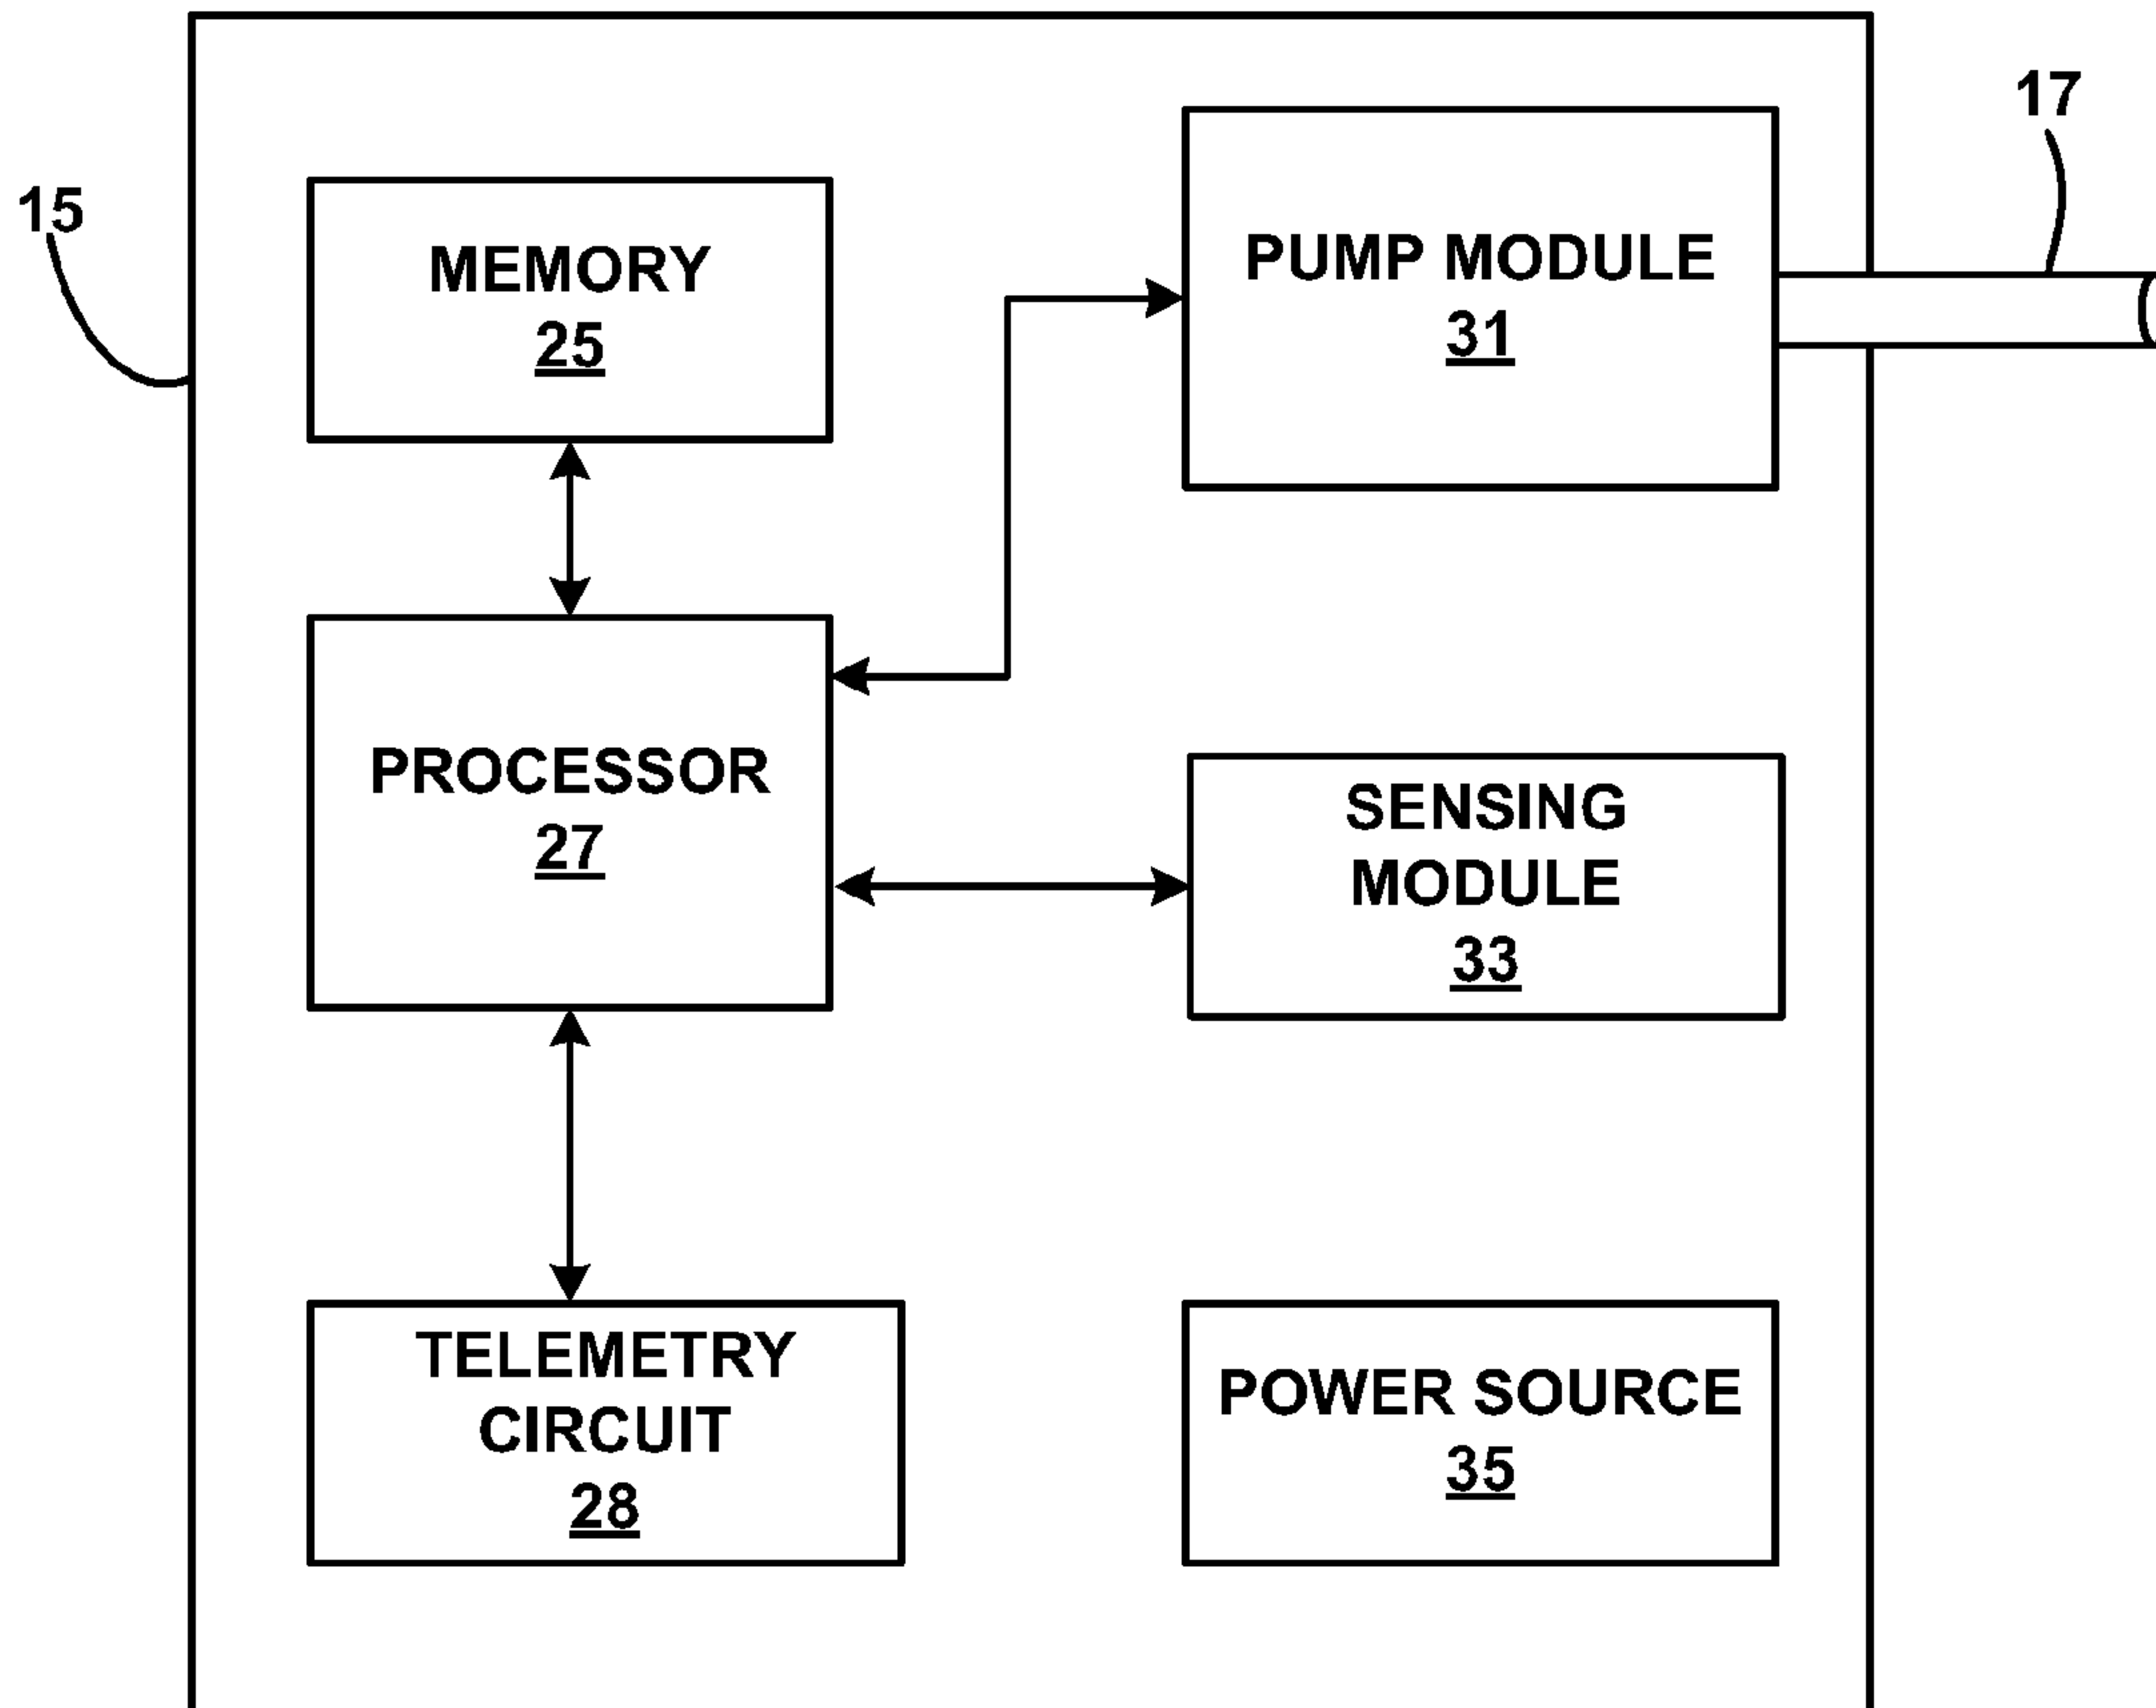 17
15
MEMORY
25
PUMP MODULE
31
PROCESSOR
27
SENSING
MODULE
33
TELEMETRY
CIRCUIT
28
POWER SOURCE
35